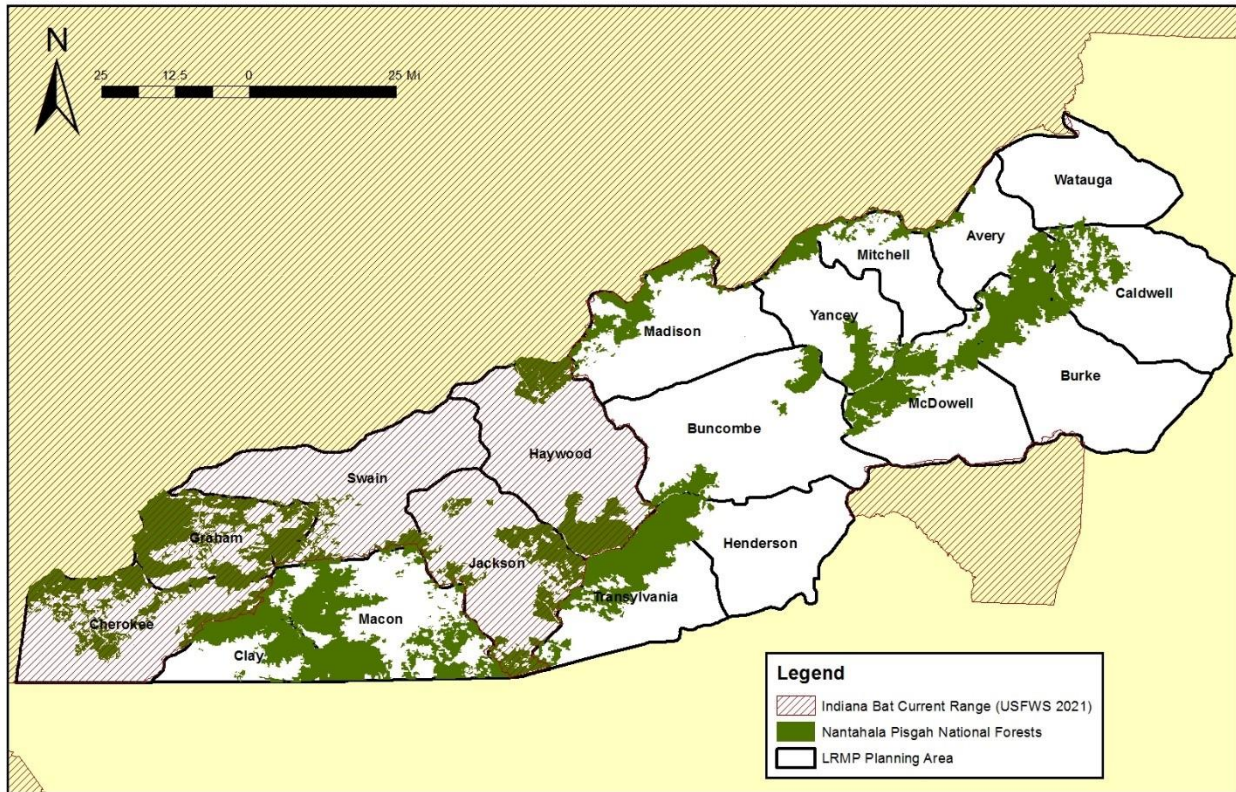 N
25 12.5 0 25 Mi
Watauga
Avery
Mitchell
Caldwell
Yancey
Madison
Burke
McDowell
Buncombe
Haywood
Swain
Henderson
Graham
Jackson
Transylvania
Macon
Cherokee
Clay
Legend
Indiana Bat Current Range (USFWS 2021)
Nantahala Pisgah National Forests
LRMP Planning Area